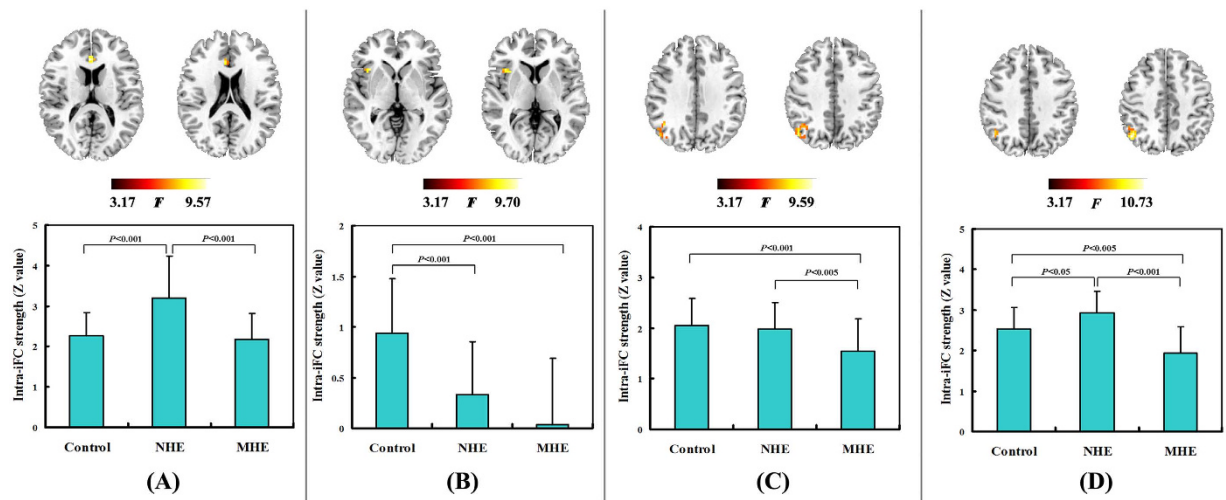 3.17 F 9.57
Intra-iFC strength (Z value)
5
4
3
2
1
0
P<0.001
P<0.001
Control NHE MHE
(A)
3.17 F 9.70
Intra-iFC strength (Z value)
2
1.5
1
0.5
0
P<0.001
P<0.001
Control NHE MHE
(B)
3.17 F 9.59
Intra-iFC strength (Z value)
4
3
2
1
0
P<0.001
P<0.005
Control NHE MHE
(C)
3.17 F 10.73
Intra-iFC strength (Z value)
5
4
3
2
1
0
P<0.005
P<0.05
P<0.001
Control NHE MHE
(D)